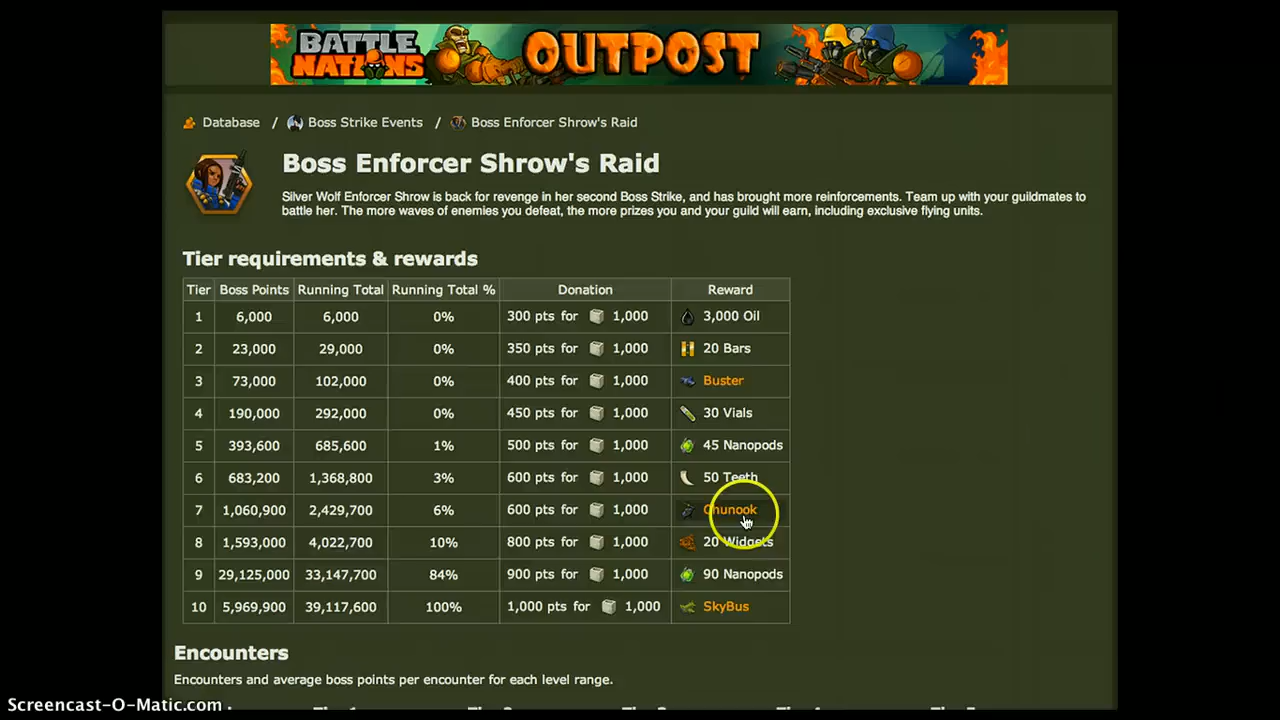 BATTLE NATIONS OUTPOST
Database / Boss Strike Events / Boss Enforcer Shrow's Raid
Boss Enforcer Shrow's Raid
Silver Wolf Enforcer Shrow is back for revenge in her second Boss Strike, and has brought more reinforcements. Team up with your guildmates to
battle her. The more waves of enemies you defeat, the more prizes you and your guild will earn, including exclusive flying units.
Tier requirements & rewards
Tier Boss Points Running Total Running Total % Donation Reward
1 6,000 6,000 0% 300 pts for 1,000 3,000 Oil
2 23,000 29,000 0% 350 pts for 1,000 20 Bars
3 73,000 102,000 0% 400 pts for 1,000 Buster
4 190,000 292,000 0% 450 pts for 1,000 30 Vials
5 393,600 685,600 1% 500 pts for 1,000 45 Nanopods
6 683,200 1,368,800 3% 600 pts for 1,000 50 Teeth
7 1,060,900 2,429,700 6% 600 pts for 1,000 Chunook
8 1,593,000 4,022,700 10% 800 pts for 1,000 20 Widgets
9 29,125,000 33,147,700 84% 900 pts for 1,000 90 Nanopods
10 5,969,900 39,117,600 100% 1,000 pts for 1,000 SkyBus
Encounters
Encounters and average boss points per encounter for each level range.
Screencast-O-Matic.com